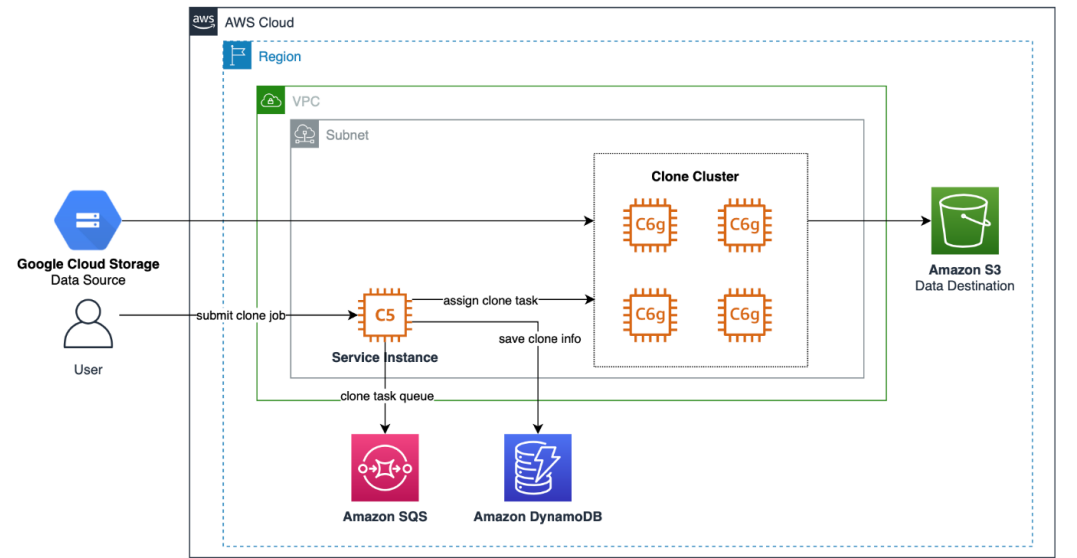 aws
AWS Cloud
Region
VPC
Subnet
Clone Cluster
C6g
C6g
C6g
C6g
Google Cloud Storage
Data Source
Amazon S3
Data Destination
submit clone job
C5
assign clone task
save clone info
Service Instance
User
clone task queue
Amazon SQS
Amazon DynamoDB